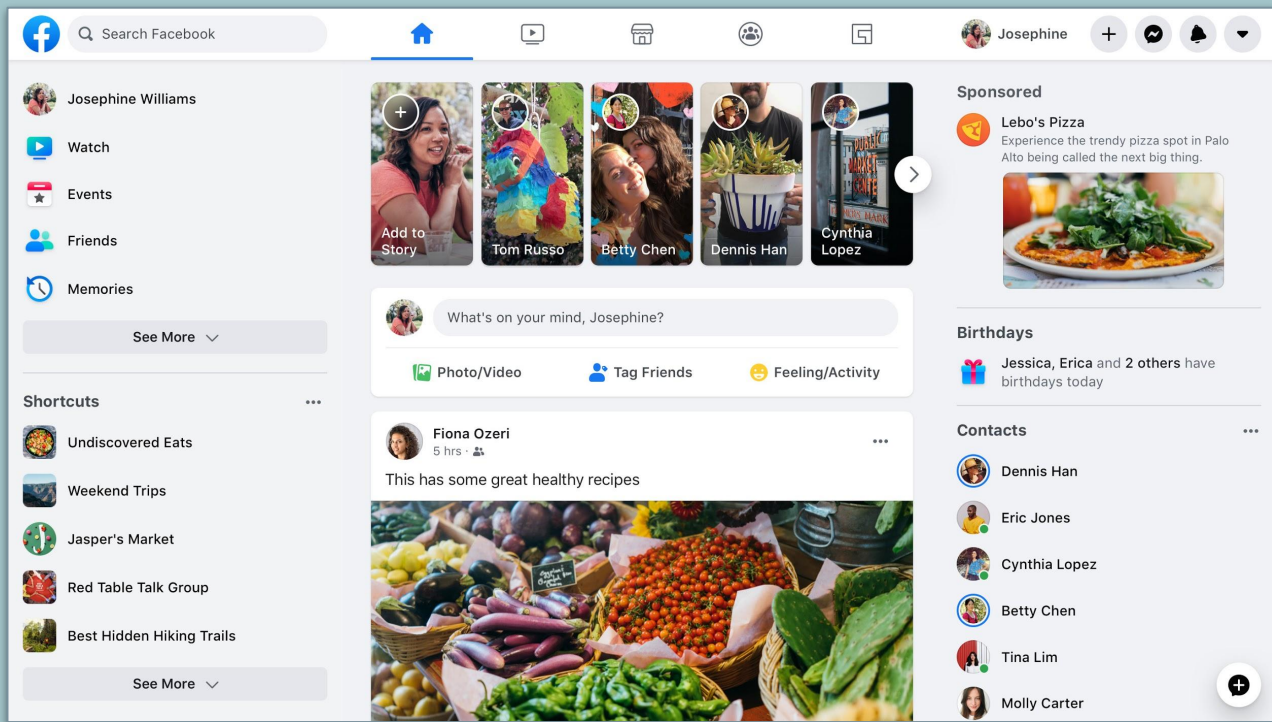 Search Facebook
Josephine
Josephine Williams
Watch
Events
Friends
Memories
See More
Shortcuts
Undiscovered Eats
Weekend Trips
Jasper's Market
Red Table Talk Group
Best Hidden Hiking Trails
See More
Add to
Story
Tom Russo
Betty Chen
Dennis Han
PUBLIC
MARKET
Cynthia
Lopez
What's on your mind, Josephine?
Photo/Video
Tag Friends
Feeling/Activity
Fiona Ozeri
5 hrs ·
This has some great healthy recipes
Sponsored
Lebo's Pizza
Experience the trendy pizza spot in Palo
Alto being called the next big thing.
Birthdays
Jessica, Erica and 2 others have
birthdays today
Contacts
Dennis Han
Eric Jones
Cynthia Lopez
Betty Chen
Tina Lim
Molly Carter